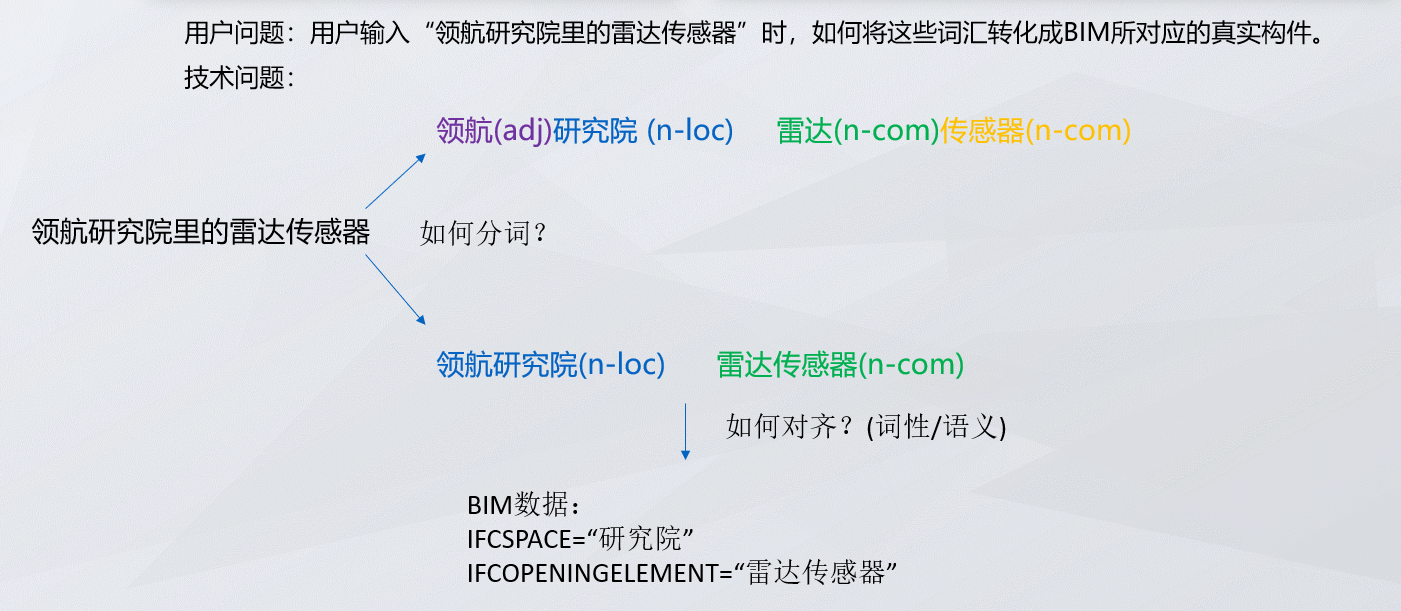 用户问题：用户输入“领航研究院里的雷达传感器”时，如何将这些词汇转化成BIM所对应的真实构件。
技术问题：
领航(adj)研究院 (n-loc) 雷达(n-com)传感器(n-com)
领航研究院里的雷达传感器 如何分词？
领航研究院(n-loc) 雷达传感器(n-com)
如何对齐？(词性/语义)
BIM数据：
IFCSPACE=“研究院”
IFCOPENINGELEMENT=“雷达传感器”